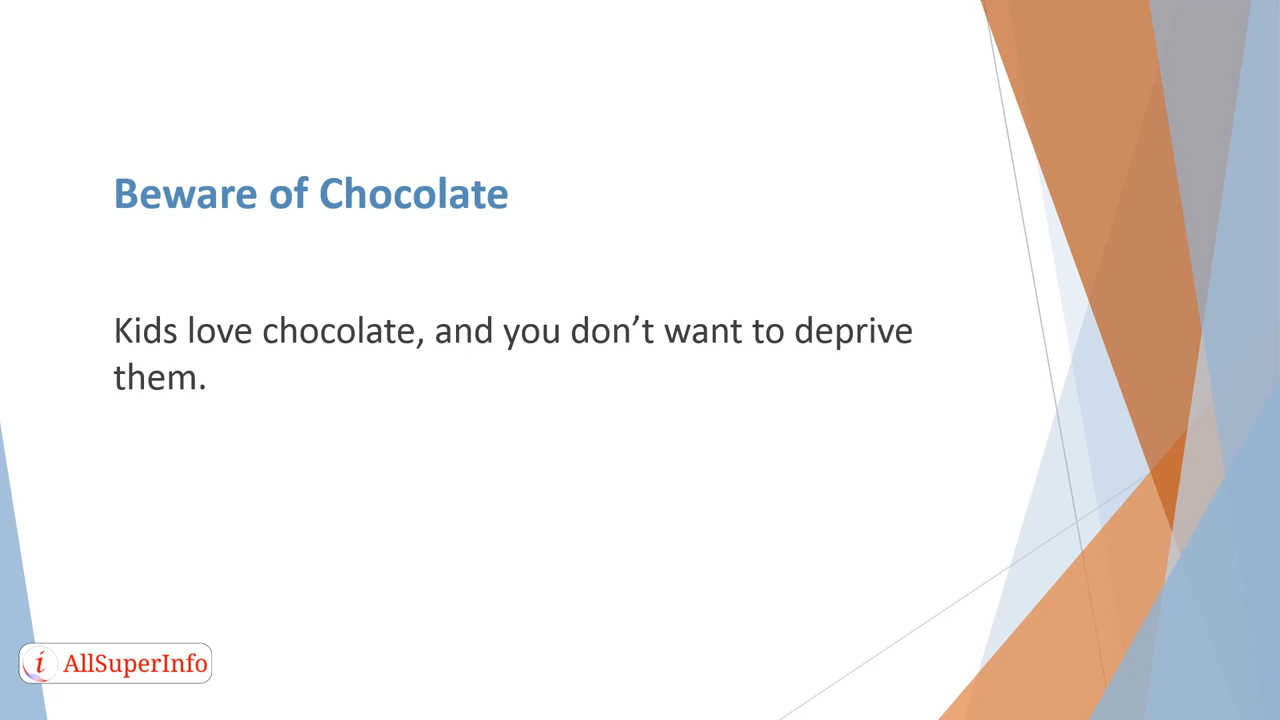 Beware of Chocolate
Kids love chocolate, and you don’t want to deprive
them.
i AllSuperInfo